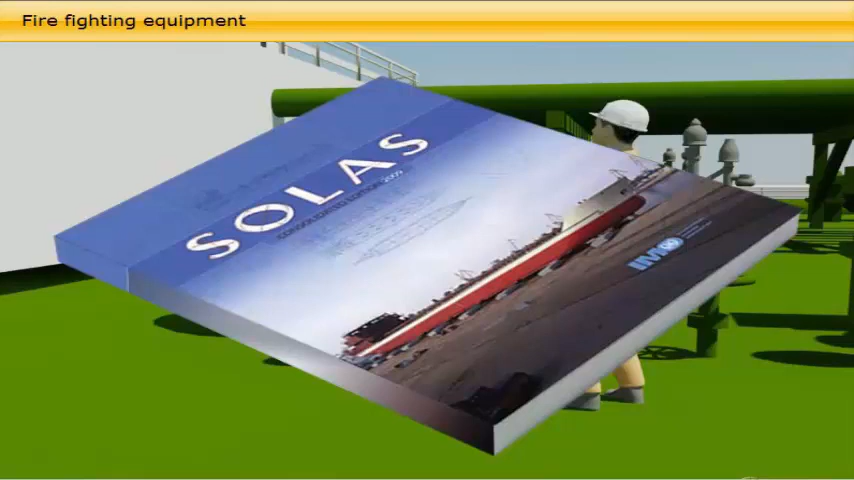 Fire fighting equipment
SOLAS
CONSOLIDATED EDITION 2009
IMO